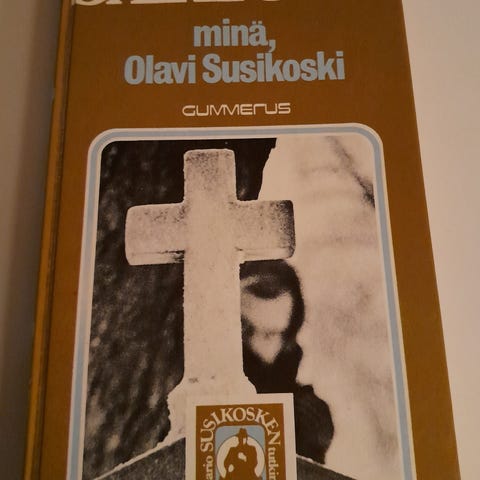 minä,
Olavi Susikoski
GUMMERUS
SUSIKOSKEN